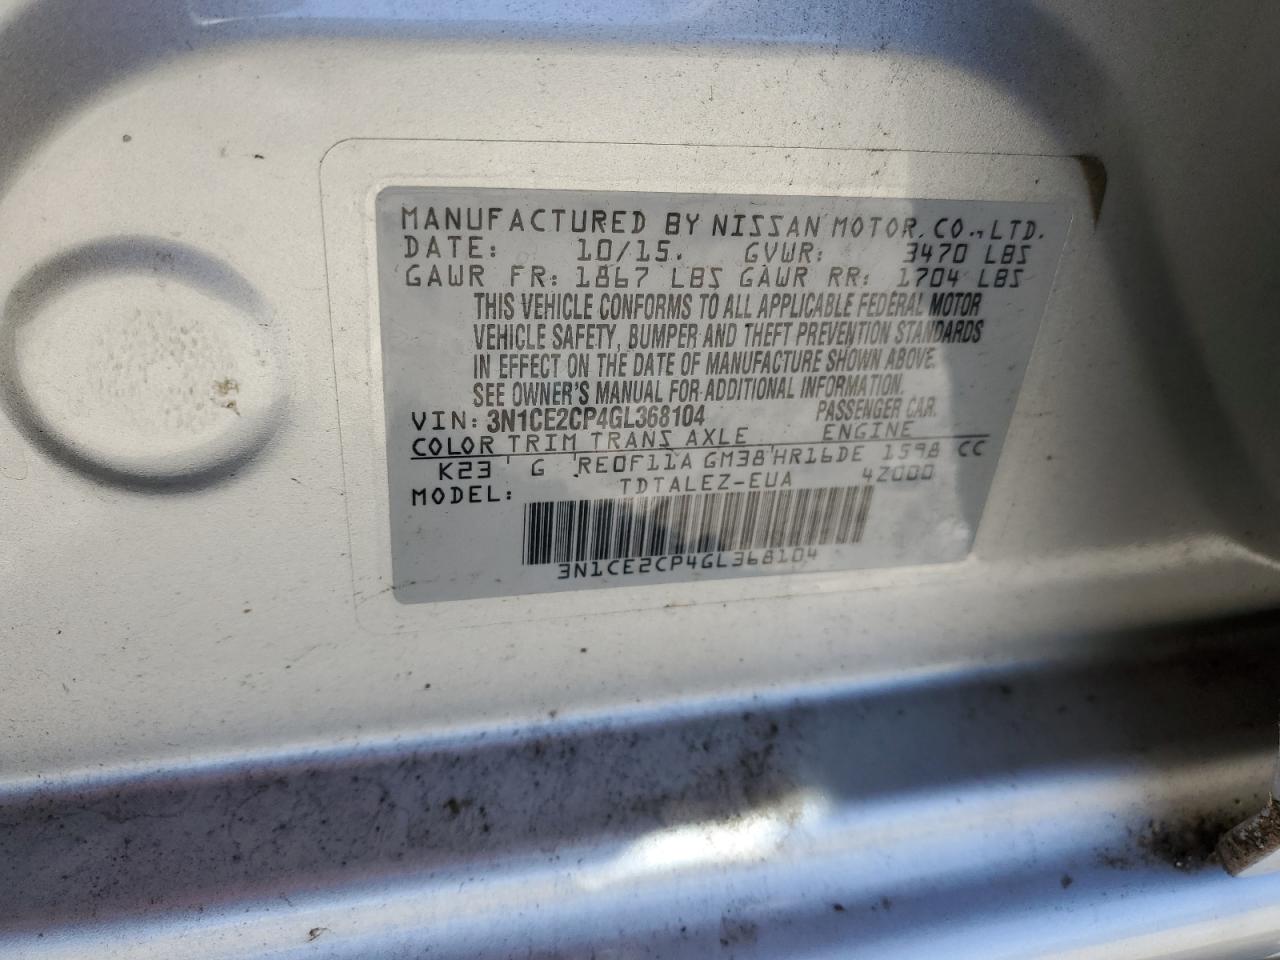 MANUFACTURED BY NISSAN MOTOR. CO., LTD.
DATE: 10/15. GVWR: 3470 LBS
GAWR FR: 1867 LBS GAWR RR: 1704 LBS
THIS VEHICLE CONFORMS TO ALL APPLICABLE FEDERAL MOTOR
VEHICLE SAFETY, BUMPER AND THEFT PREVENTION STANDARDS
IN EFFECT ON THE DATE OF MANUFACTURE SHOWN ABOVE.
SEE OWNER'S MANUAL FOR ADDITIONAL INFORMATION.
VIN: 3N1CE2CP4GL368104 PASSENGER CAR.
COLOR TRIM TRANS AXLE ENGINE
K23 G RE0F11A GM38 HR16DE 1598 CC
MODEL: TDTALEZ-EUA 4Z000
3N1CE2CP4GL368104